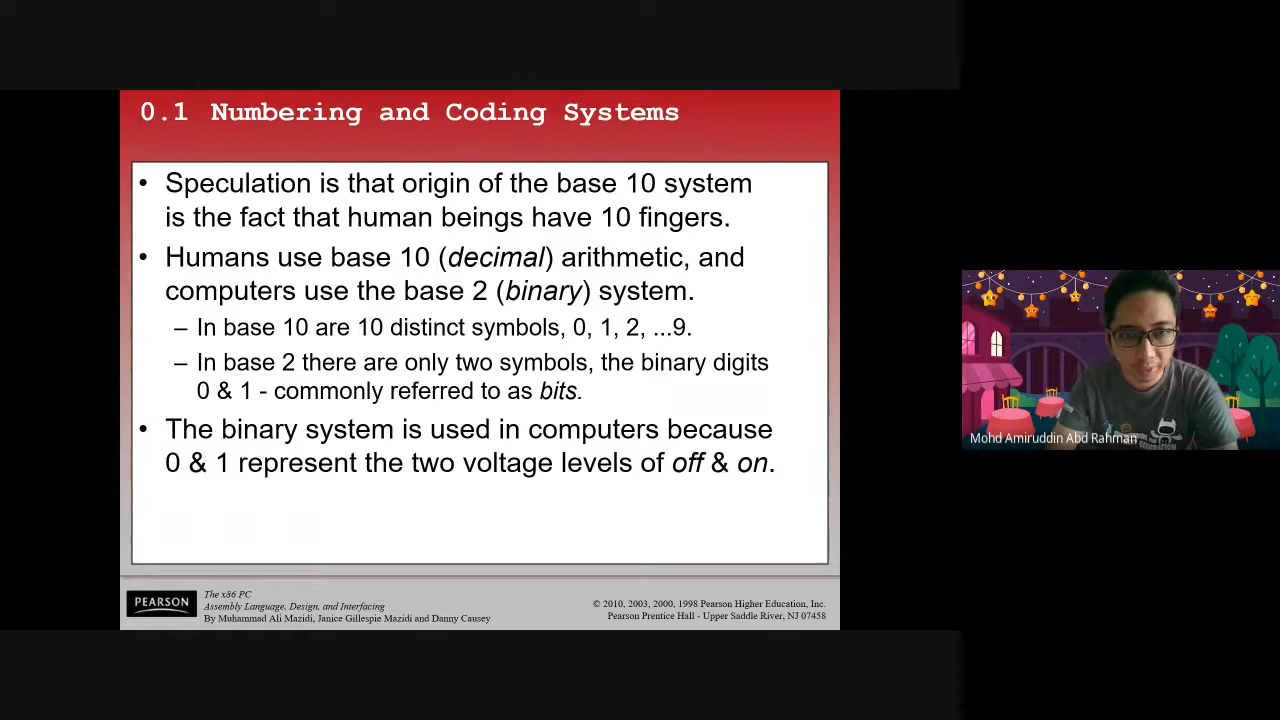 0.1 Numbering and Coding Systems
• Speculation is that origin of the base 10 system
is the fact that human beings have 10 fingers.
• Humans use base 10 (decimal) arithmetic, and
computers use the base 2 (binary) system.
– In base 10 are 10 distinct symbols, 0, 1, 2, ...9.
– In base 2 there are only two symbols, the binary digits
0 & 1 - commonly referred to as bits.
• The binary system is used in computers because
0 & 1 represent the two voltage levels of off & on.
PEARSON
The x86 PC
Assembly Language, Design, and Interfacing
By Muhammad Ali Mazidi, Janice Gillespie Mazidi and Danny Causey
© 2010, 2003, 2000, 1998 Pearson Higher Education, Inc.
Pearson Prentice Hall - Upper Saddle River, NJ 07458
Mohd Amiruddin Abd Rahman